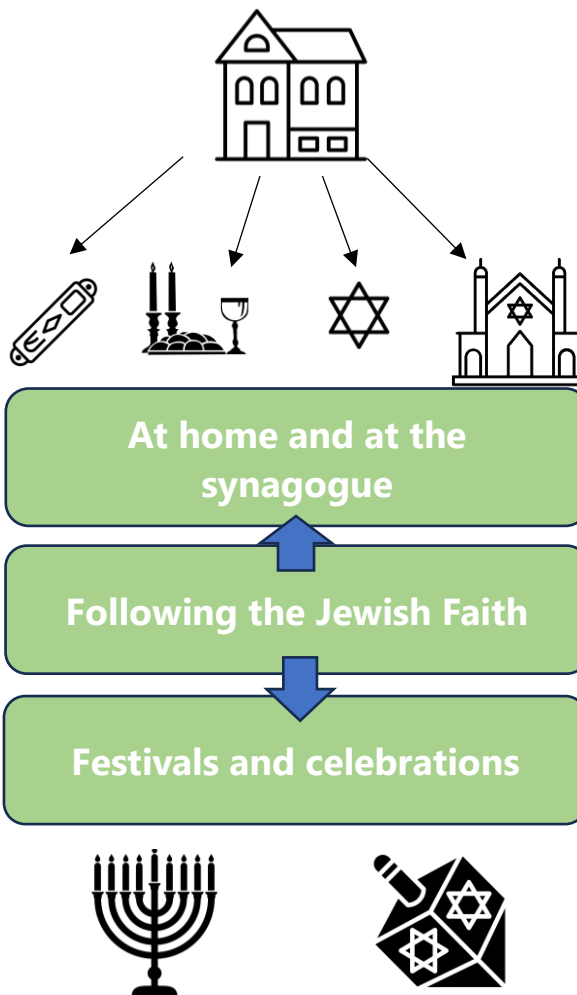 At home and at the
synagogue
Following the Jewish Faith
Festivals and celebrations